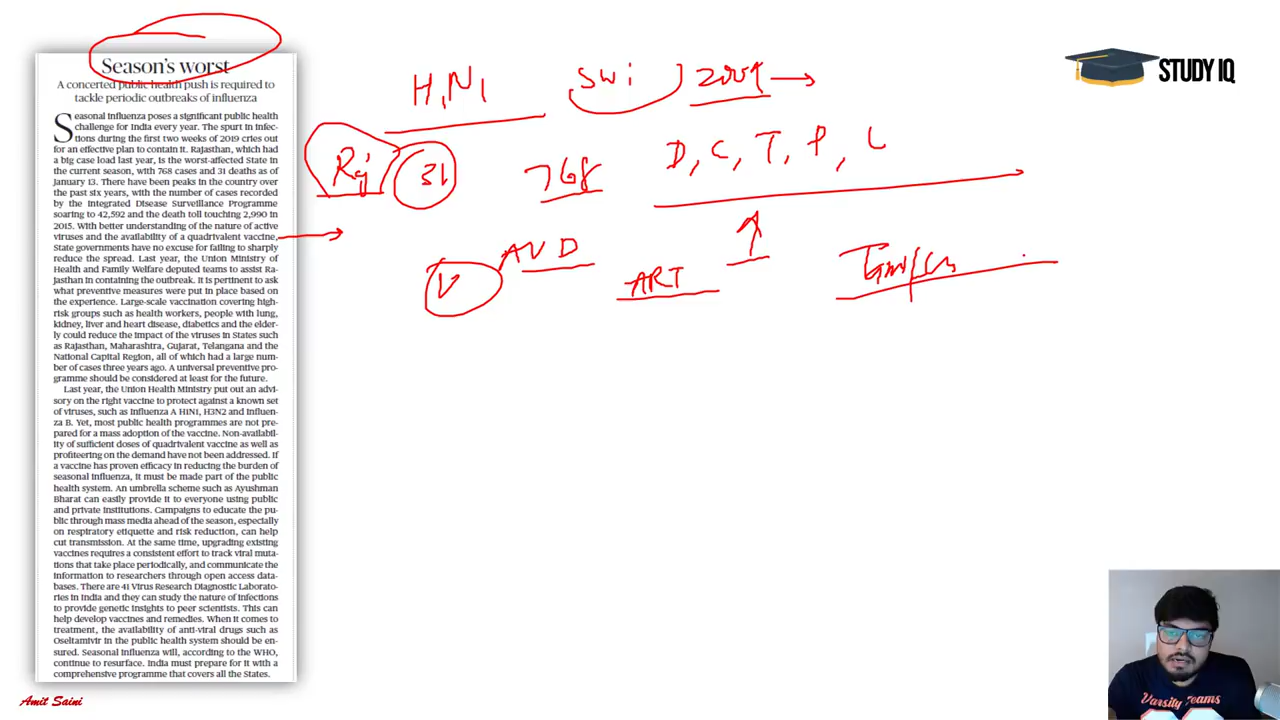 Season's worst
A concerted public health push is required to
tackle periodic outbreaks of influenza
Seasonal influenza poses a significant public health
challenge for India every year. The spurt in infec-
tions during the first two weeks of 2019 cries out
for an effective plan to contain it. Rajasthan, which had
a big case load last year, is the worst-affected State in
the current season, with 768 cases and 31 deaths as of
January 13. There have been peaks in the country over
the past six years, with the number of cases recorded
by the Integrated Disease Surveillance Programme
soaring to 42,592 and the death toll touching 2,990 in
2015. With better understanding of the nature of active
viruses and the availability of a quadrivalent vaccine,
State governments have no excuse for failing to sharply
reduce the spread. Last year, the Union Ministry of
Health and Family Welfare deputed teams to assist Ra-
jasthan in containing the outbreak. It is pertinent to ask
what preventive measures were put in place based on
the experience. Large-scale vaccination covering high-
risk groups such as health workers, people with lung,
kidney, liver and heart disease, diabetics and the elder-
ly could reduce the impact of the viruses in States such
as Rajasthan, Maharashtra, Gujarat, Telangana and the
National Capital Region, all of which had a large num-
ber of cases three years ago. A universal preventive pro-
gramme should be considered at least for the future.
Last year, the Union Health Ministry put out an advi-
sory on the right vaccine to protect against a known set
of viruses, such as Influenza A H1N1, H3N2 and Influen-
za B. Yet, most public health programmes are not pre-
pared for a mass adoption of the vaccine. Non-availabil-
ity of sufficient doses of quadrivalent vaccine as well as
profiteering on the demand have not been addressed. If
a vaccine has proven efficacy in reducing the burden of
seasonal influenza, it must be made part of the public
health system. An umbrella scheme such as Ayushman
Bharat can easily provide it to everyone using public
and private institutions. Campaigns to educate the pu-
blic through mass media ahead of the season, especially
on respiratory etiquette and risk reduction, can help
cut transmission. At the same time, upgrading existing
vaccines requires a consistent effort to track viral muta-
tions that take place periodically, and communicate the
information to researchers through open access data-
bases. There are 41 Virus Research Diagnostic Laborato-
ries in India and they can study the nature of infections
to provide genetic insights to peer scientists. This can
help develop vaccines and remedies. When it comes to
treatment, the availability of anti-viral drugs such as
Oseltamivir in the public health system should be en-
sured. Seasonal influenza will, according to the WHO,
continue to resurface. India must prepare for it with a
comprehensive programme that covers all the States.
H1N1 Swi 2009
Raj 31 768 D, C, T, P, L
V AVD ART
STUDY IQ
Amit Saini